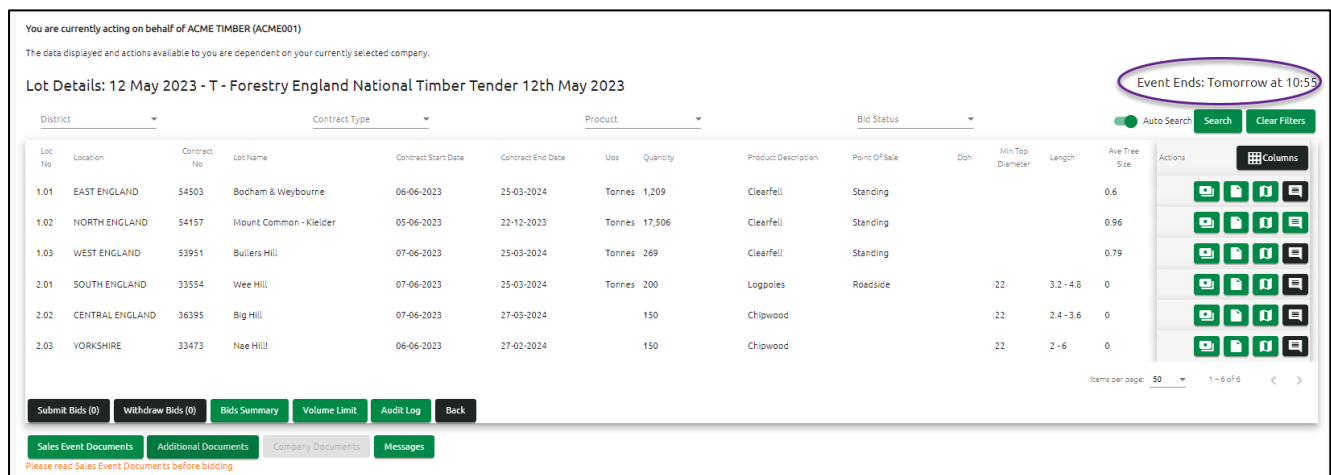 You are currently acting on behalf of ACME TIMBER (ACME001)
The data displayed and actions available to you are dependent on your currently selected company.
Lot Details: 12 May 2023 - T - Forestry England National Timber Tender 12th May 2023
Event Ends: Tomorrow at 10:55
District Contract Type Product Bid Status Auto Search Search Clear Filters
Lot No Location Contract No Lot Name Contract Start Date Contract End Date Uos Quantity Product Description Point Of Sale Dbh Min Top Diameter Length Ave Tree Size Actions Columns
1.01 EAST ENGLAND 54503 Bodham & Weybourne 06-06-2023 25-03-2024 Tonnes 1,209 Clearfell Standing 0.6
1.02 NORTH ENGLAND 54157 Mount Common - Kielder 05-06-2023 22-12-2023 Tonnes 17,506 Clearfell Standing 0.96
1.03 WEST ENGLAND 53951 Bullers Hill 07-06-2023 25-03-2024 Tonnes 269 Clearfell Standing 0.79
2.01 SOUTH ENGLAND 33554 Wee Hill 07-06-2023 25-03-2024 Tonnes 200 Logpoles Roadside 22 3.2 - 4.8 0
2.02 CENTRAL ENGLAND 36395 Big Hill 07-06-2023 27-03-2024 150 Chipwood 22 2.4 - 3.6 0
2.03 YORKSHIRE 33473 Nae Hill! 06-06-2023 27-02-2024 150 Chipwood 22 2 - 6 0
Items per page: 50 1 – 6 of 6
Submit Bids (0) Withdraw Bids (0) Bids Summary Volume Limit Audit Log Back
Sales Event Documents Additional Documents Company Documents Messages
Please read Sales Event Documents before bidding